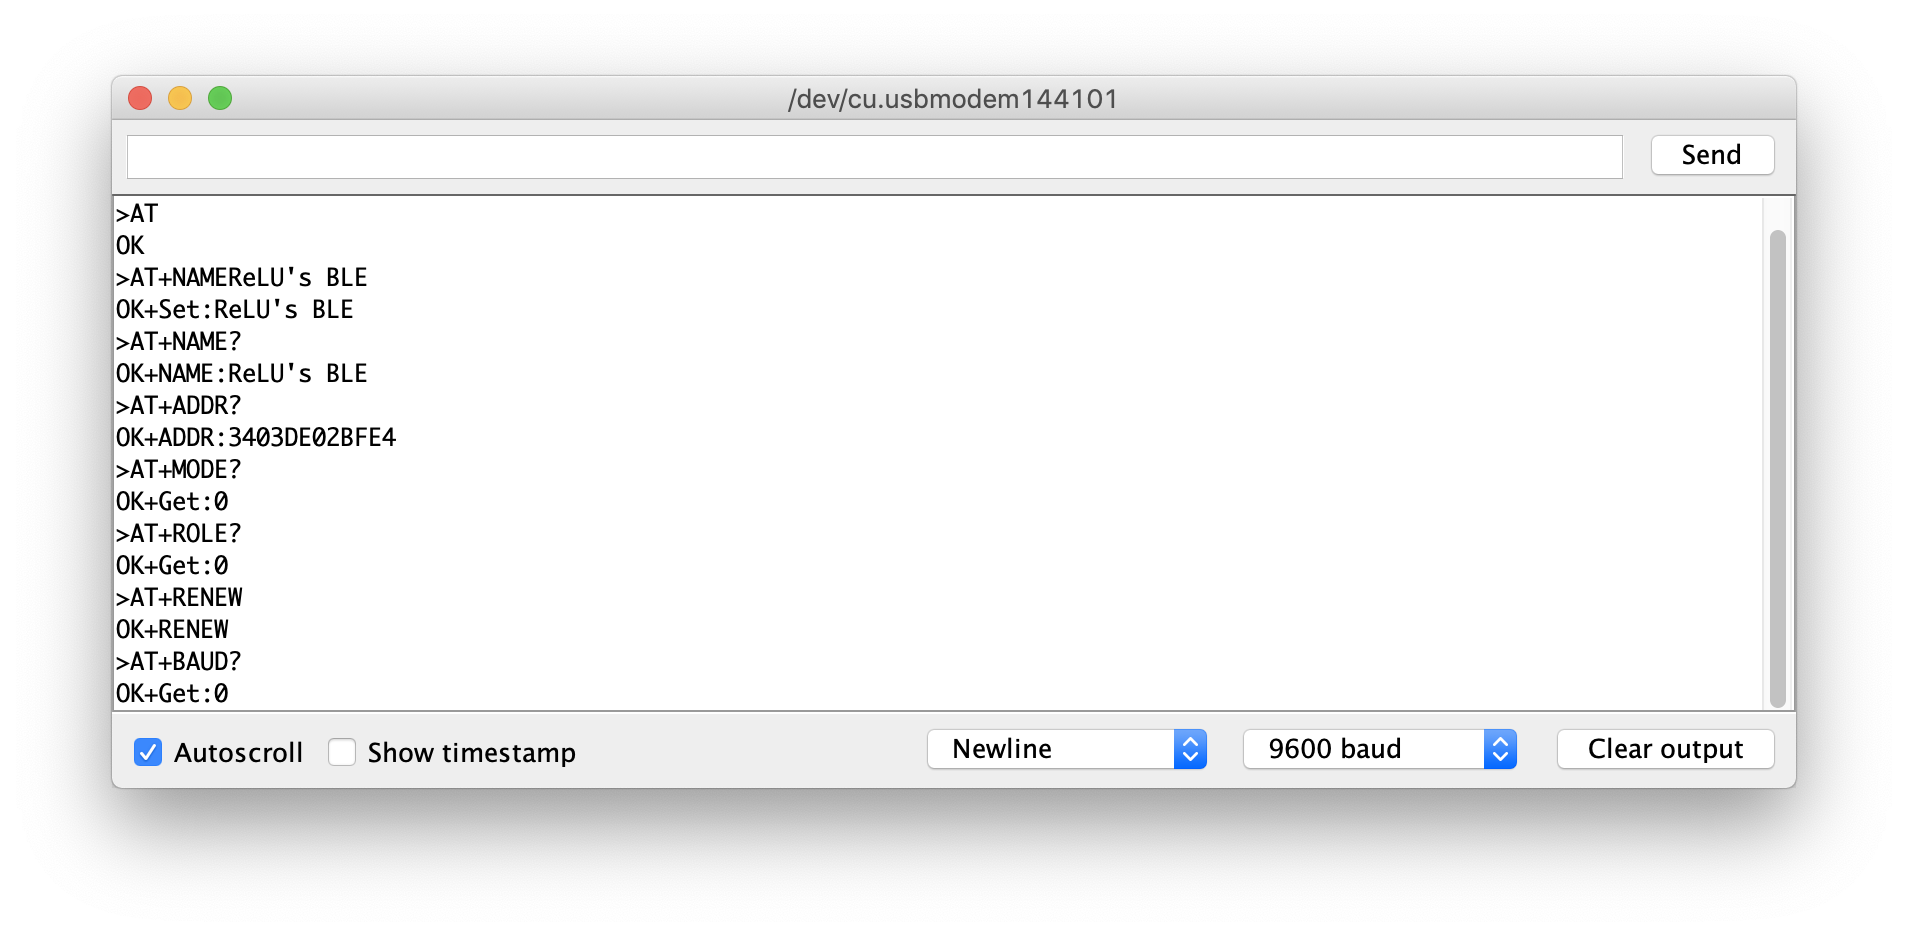 /dev/cu.usbmodem144101
Send
>AT
OK
>AT+NAMEReLU's BLE
OK+Set:ReLU's BLE
>AT+NAME?
OK+NAME:ReLU's BLE
>AT+ADDR?
OK+ADDR:3403DE02BFE4
>AT+MODE?
OK+Get:0
>AT+ROLE?
OK+Get:0
>AT+RENEW
OK+RENEW
>AT+BAUD?
OK+Get:0
Autoscroll Show timestamp Newline 9600 baud Clear output